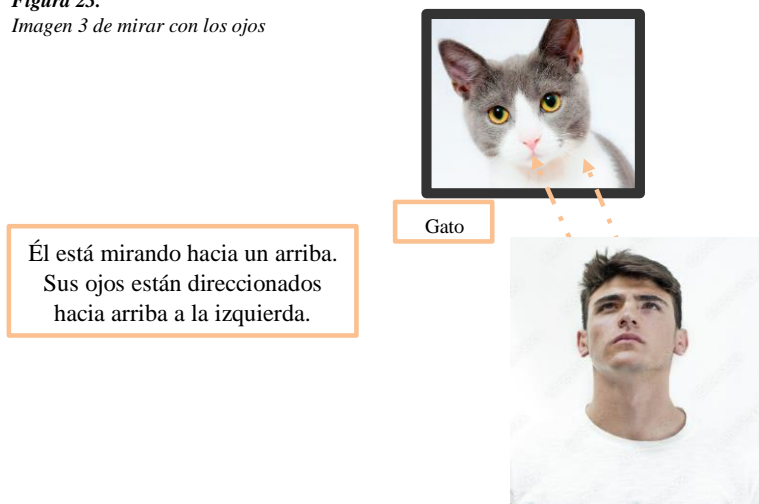 Figura 23.
Imagen 3 de mirar con los ojos
Gato
Él está mirando hacia un arriba.
Sus ojos están direccionados
hacia arriba a la izquierda.